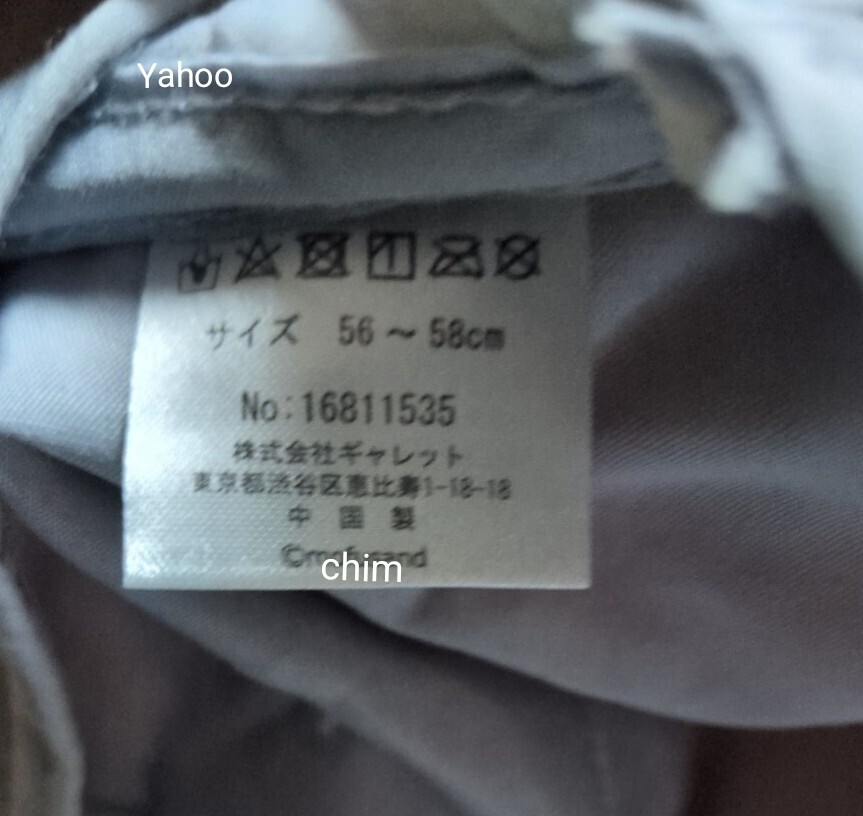 Yahoo
サイズ 56～58cm
No:16811535
株式会社ギャレット
東京都渋谷区恵比寿1-18-18
中国製
©mofusand
chim